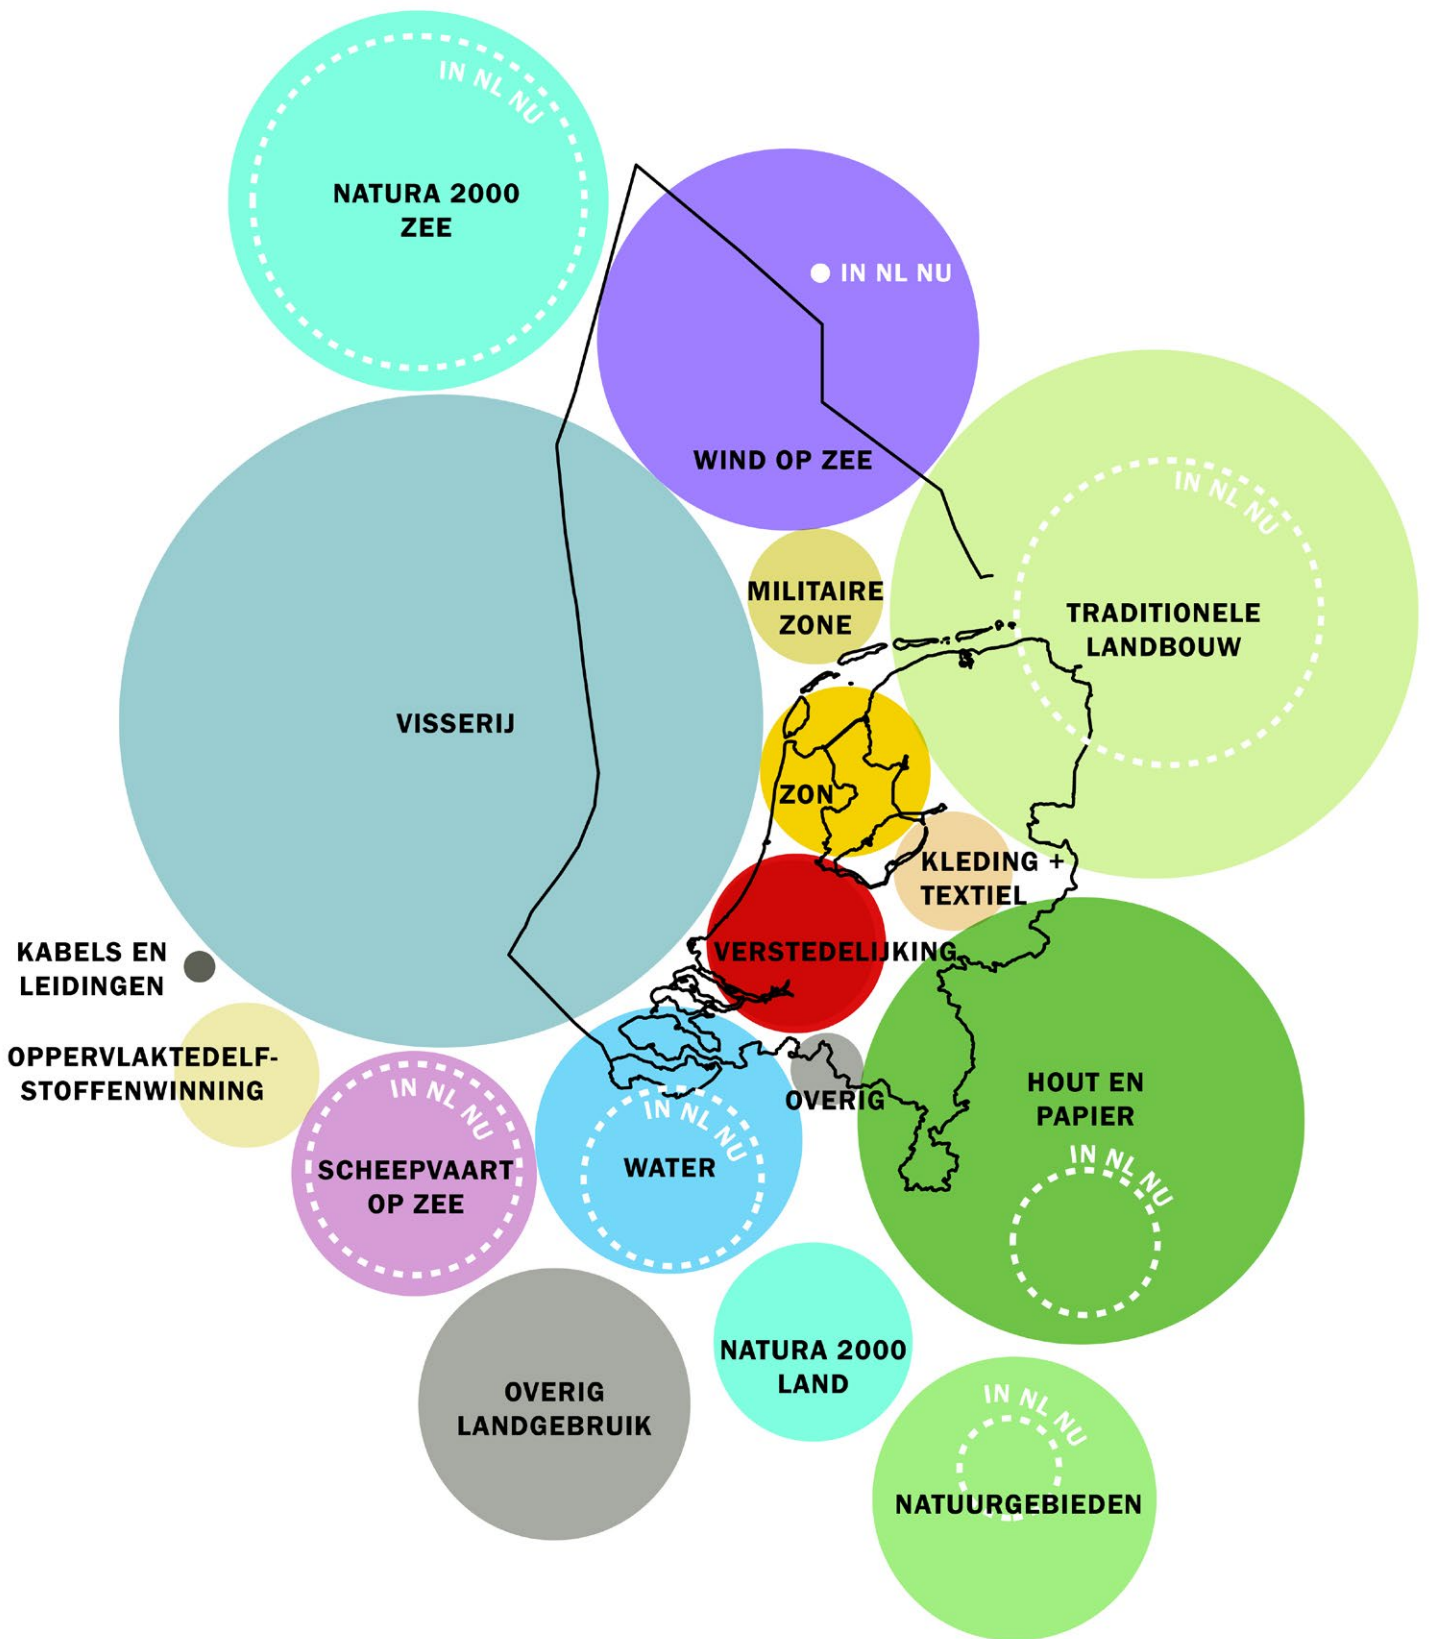 IN NL NU
NATURA 2000
ZEE
IN NL NU
WIND OP ZEE
IN NL NU
MILITAIRE
ZONE
TRADITIONELE
LANDBOUW
VISSERIJ
ZON
KLEDING +
TEXTIEL
VERSTEDELIJKING
KABELS EN
LEIDINGEN
OPPERVLAKTEDELF-
STOFFENWINNING
IN NL NU
SCHEEPVAART
OP ZEE
IN NL NU
WATER
OVERIG
HOUT EN
PAPIER
IN NL NU
OVERIG
LANDGEBRUIK
NATURA 2000
LAND
IN NL NU
NATUURGEBIEDEN